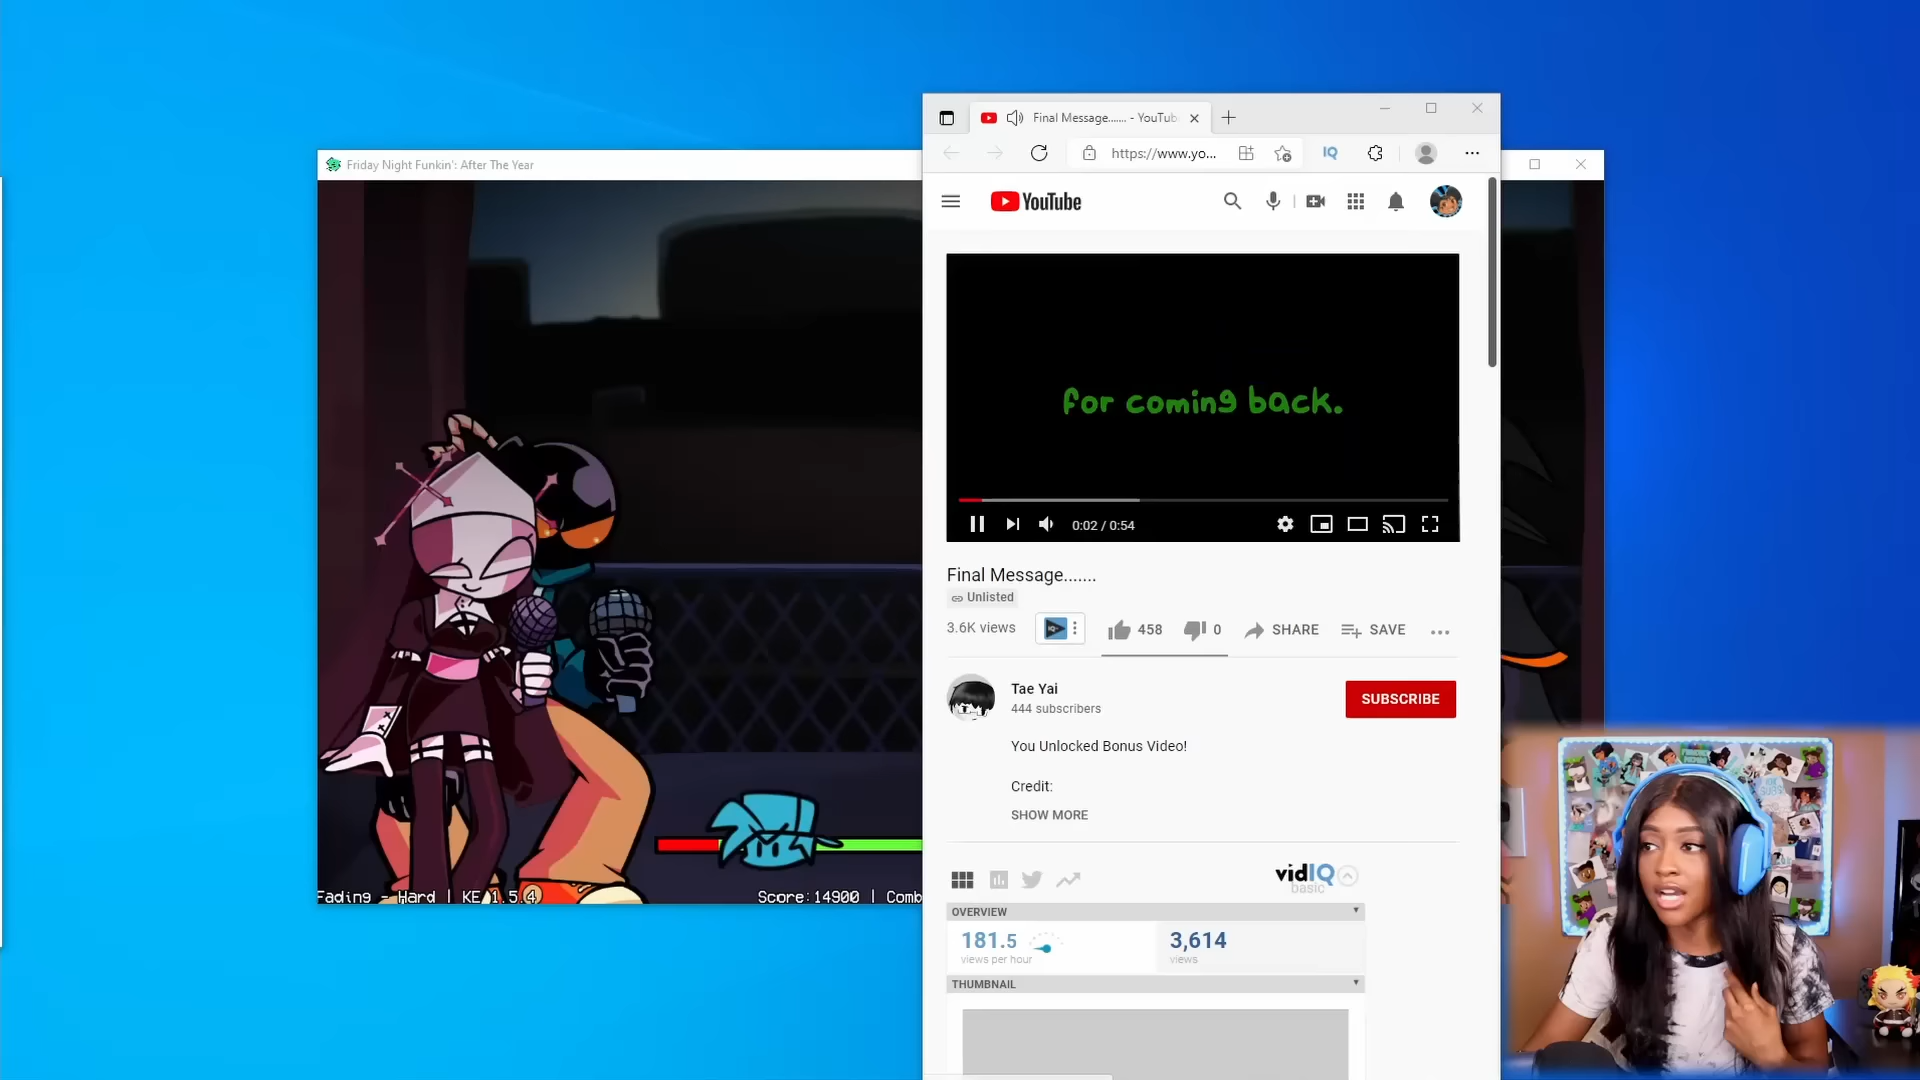 Final Message....... - YouTub
https://www.yo...
IQ
Friday Night Funkin': After The Year
YouTube
for coming back.
0:02 / 0:54
Final Message.......
Unlisted
3.6K views
458
0
SHARE
SAVE
Tae Yai
444 subscribers
SUBSCRIBE
You Unlocked Bonus Video!
Credit:
SHOW MORE
vidIQ
basic
Fading - Hard | KE 1.5.4
Score:14900 | Comb
OVERVIEW
181.5
views per hour
3,614
views
THUMBNAIL